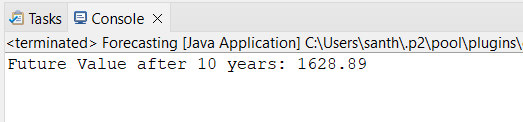 Tasks Console ×
<terminated> Forecasting [Java Application] C:\Users\santh\.p2\pool\plugins\
Future Value after 10 years: 1628.89